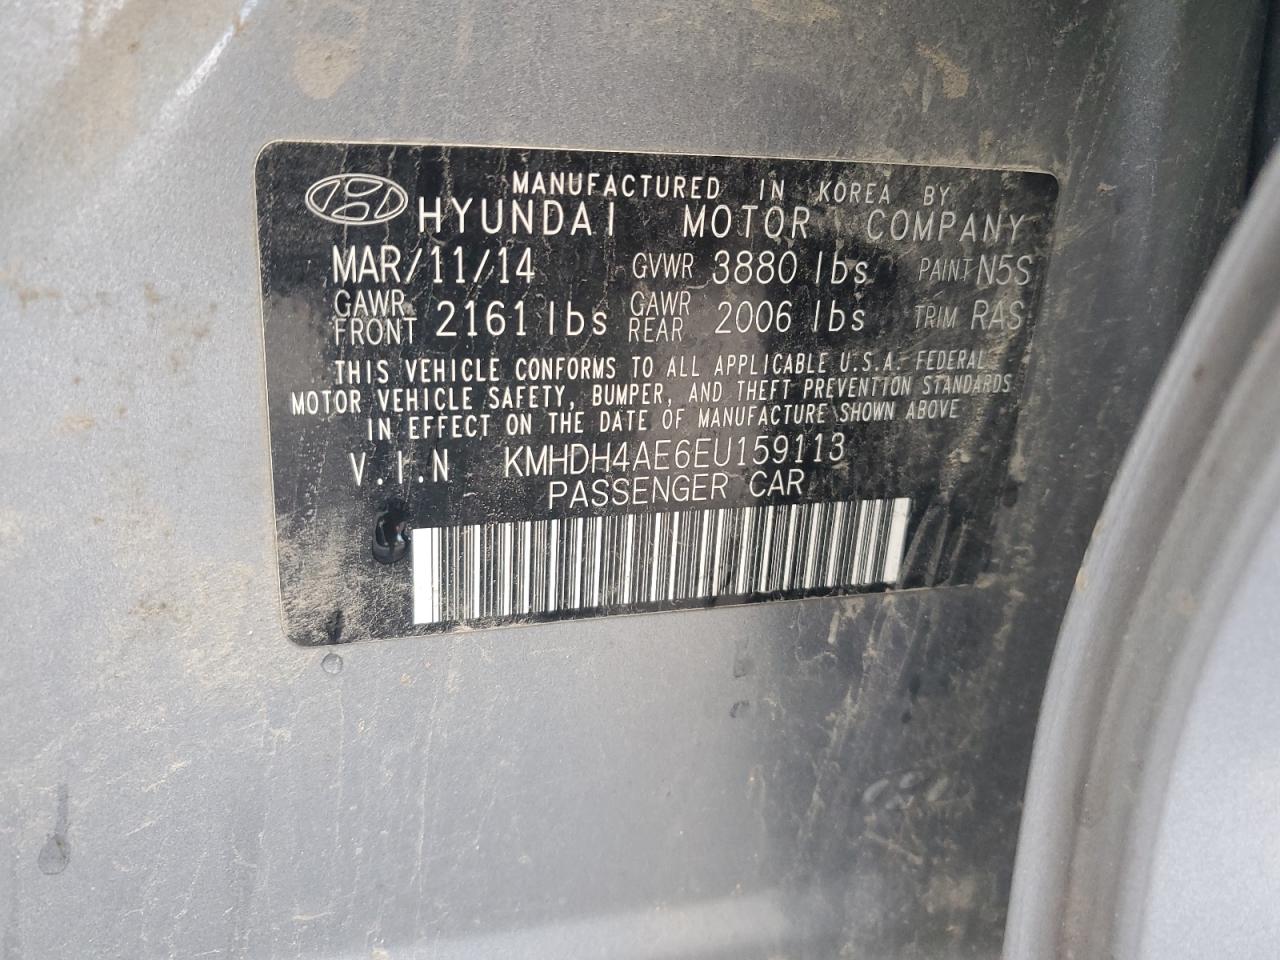 MANUFACTURED IN KOREA BY
HYUNDAI MOTOR COMPANY
MAR/11/14 GVWR 3880 lbs PAINT N5S
GAWR FRONT 2161 lbs GAWR REAR 2006 lbs TRIM RAS
THIS VEHICLE CONFORMS TO ALL APPLICABLE U.S.A. FEDERAL
MOTOR VEHICLE SAFETY, BUMPER, AND THEFT PREVENTION STANDARDS
IN EFFECT ON THE DATE OF MANUFACTURE SHOWN ABOVE
V.I.N KMHDH4AE6EU159113
PASSENGER CAR